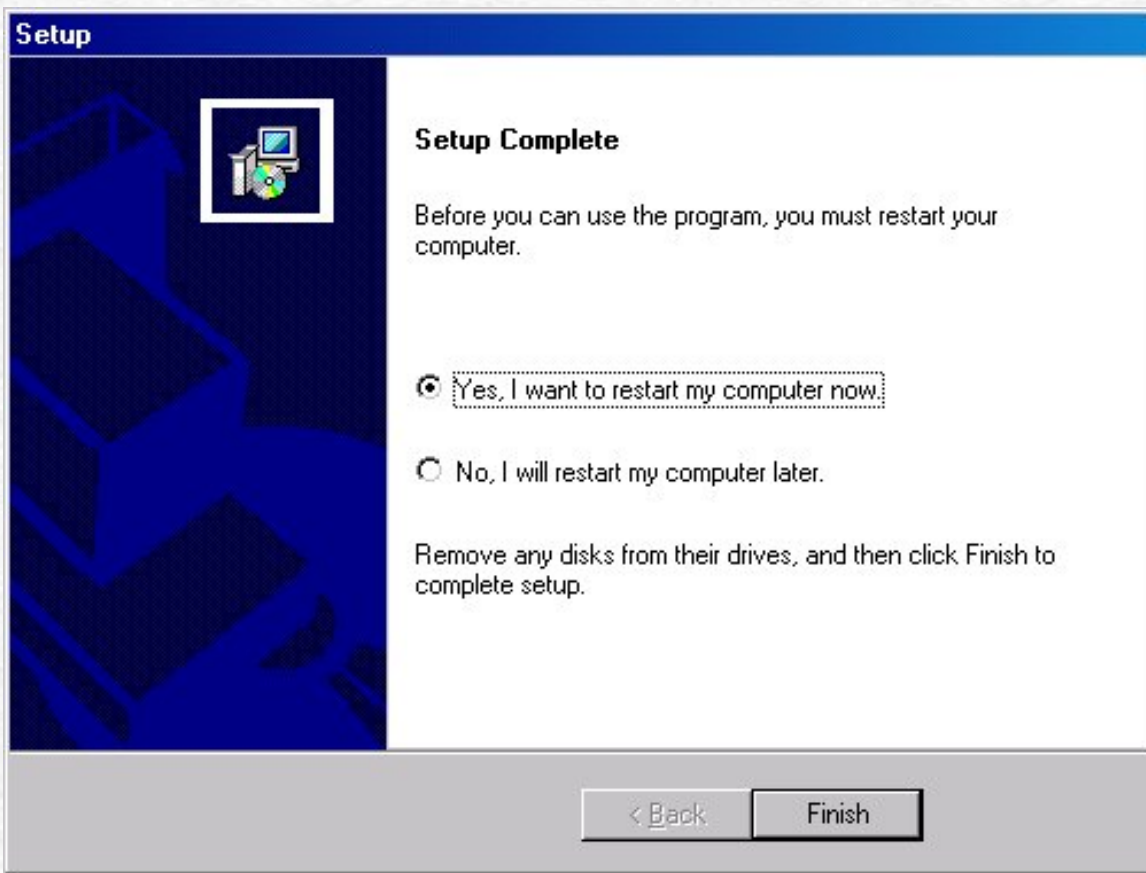 Setup
Setup Complete
Before you can use the program, you must restart your
computer.
Yes, I want to restart my computer now.
No, I will restart my computer later.
Remove any disks from their drives, and then click Finish to
complete setup.
< Back
Finish